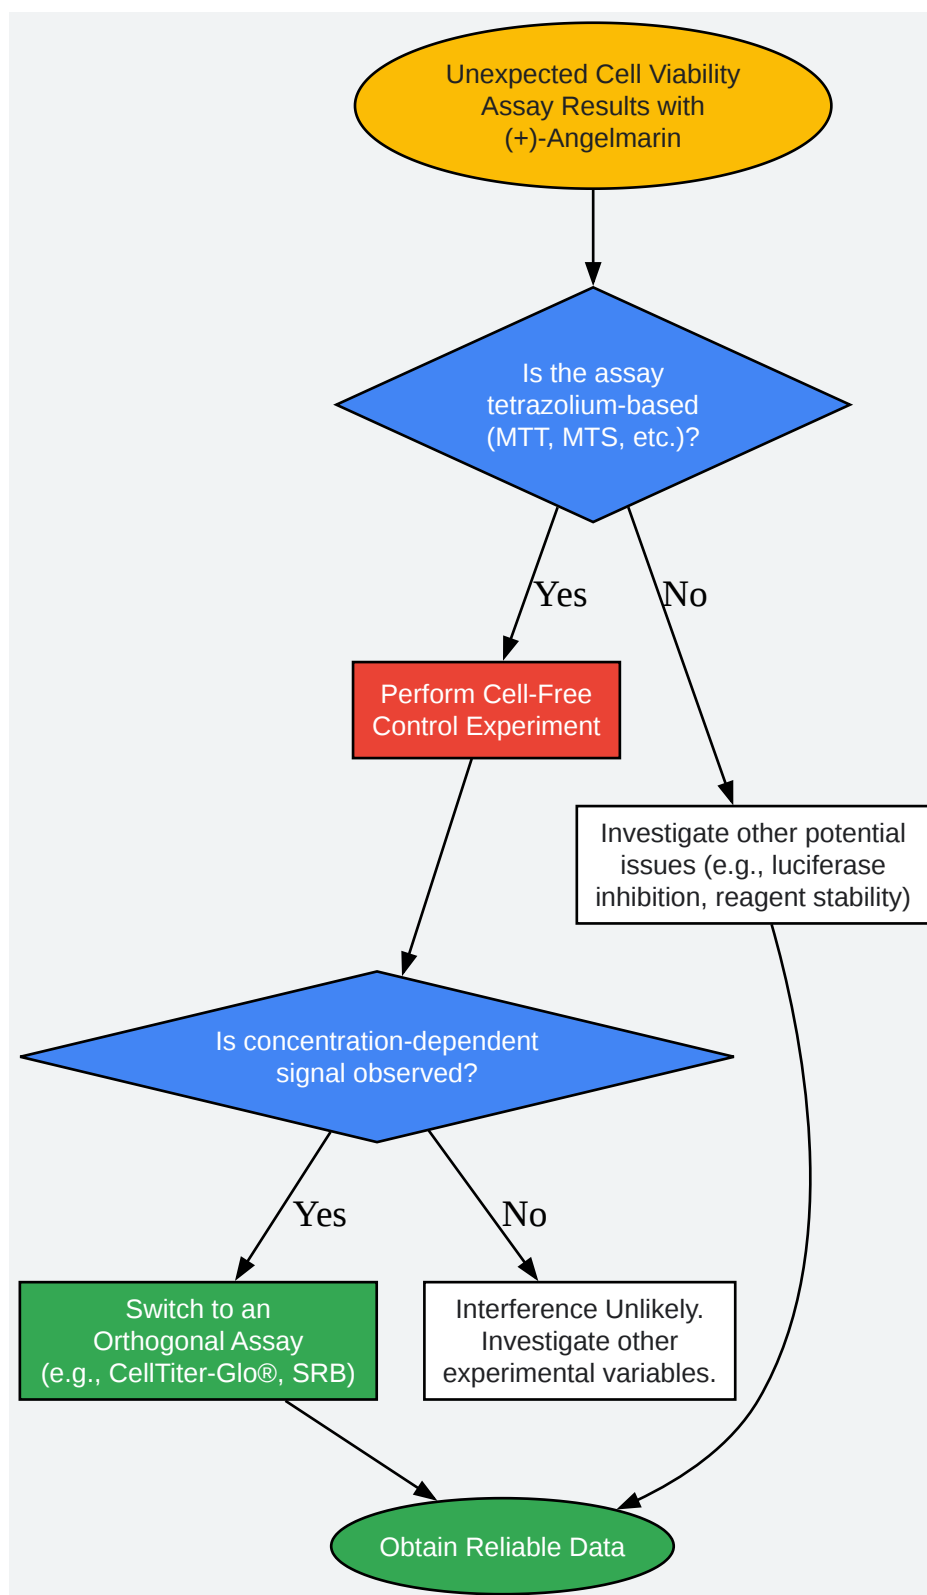 Unexpected Cell Viability
Assay Results with
(+)-Angelmarin
Is the assay
tetrazolium-based
(MTT, MTS, etc.)?
Yes
No
Perform Cell-Free
Control Experiment
Investigate other potential
issues (e.g., luciferase
inhibition, reagent stability)
Is concentration-dependent
signal observed?
Yes
No
Switch to an
Orthogonal Assay
(e.g., CellTiter-Glo®, SRB)
Interference Unlikely.
Investigate other
experimental variables.
Obtain Reliable Data